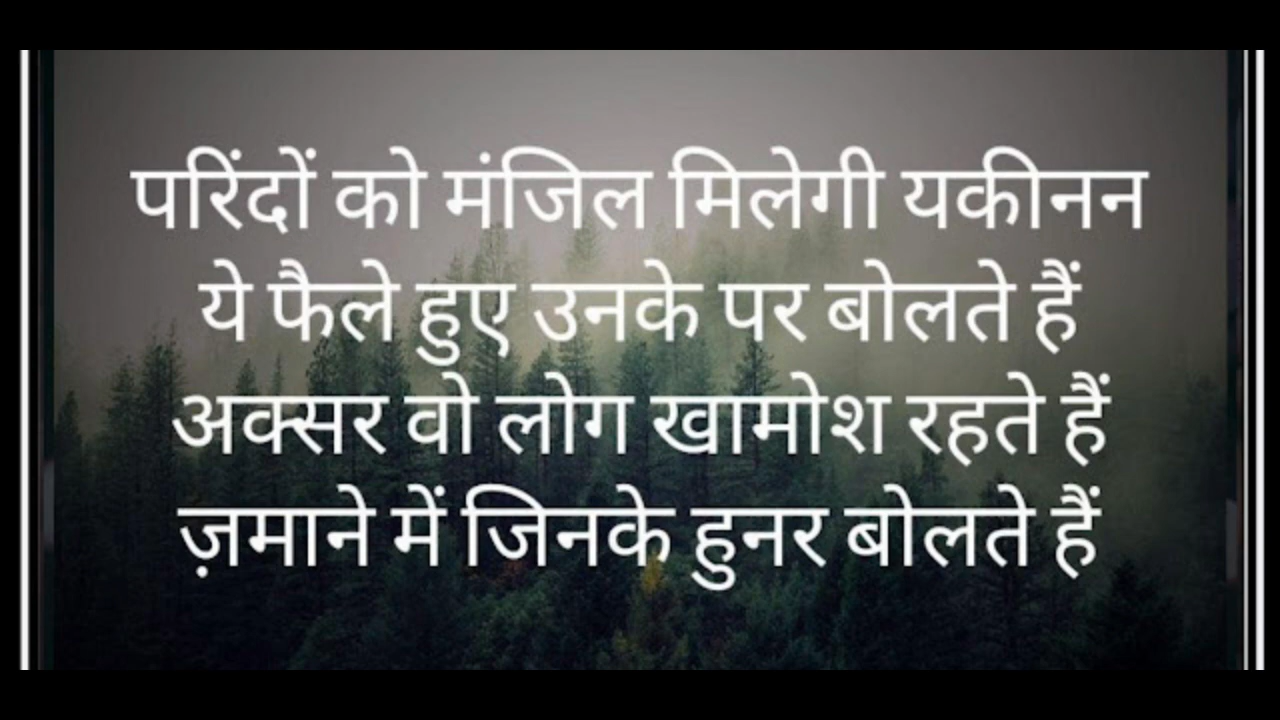 परिंदों को मंजिल मिलेगी यकीनन
ये फैले हुए उनके पर बोलते हैं
अक्सर वो लोग खामोश रहते हैं
ज़माने में जिनके हुनर बोलते हैं